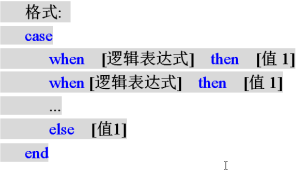 格式:
case
when [逻辑表达式] then [值 1]
when [逻辑表达式] then [值 1]
...
else [值1]
end